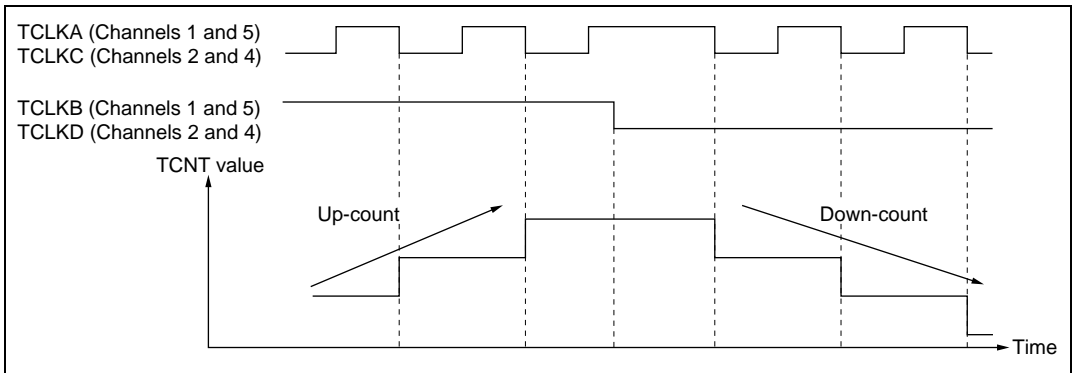 TCLKA (Channels 1 and 5)
TCLKC (Channels 2 and 4)
TCLKB (Channels 1 and 5)
TCLKD (Channels 2 and 4)
TCNT value
Up-count
Down-count
Time